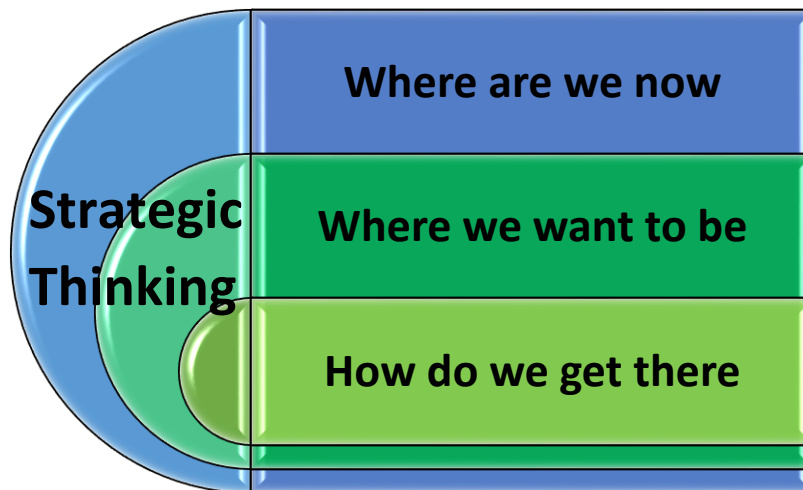 Where are we now
Strategic
Thinking
Where we want to be
How do we get there